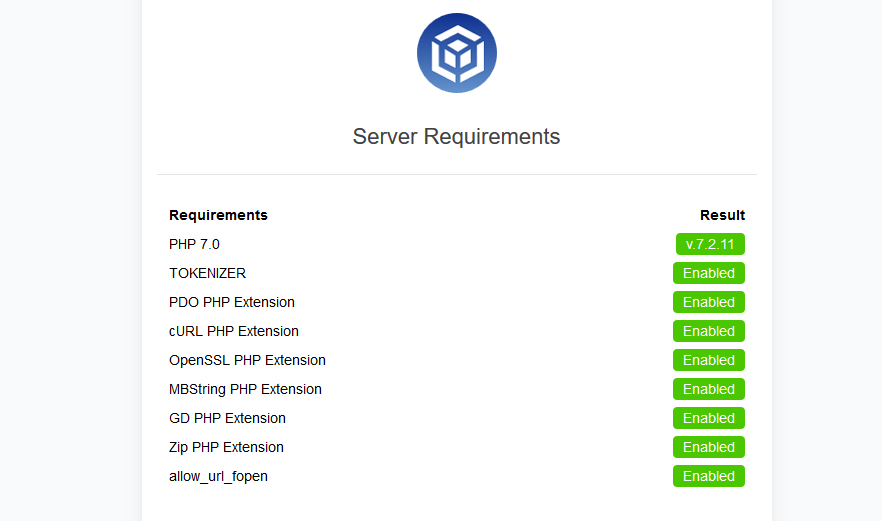 Server Requirements
Requirements Result
PHP 7.0 v.7.2.11
TOKENIZER Enabled
PDO PHP Extension Enabled
cURL PHP Extension Enabled
OpenSSL PHP Extension Enabled
MBString PHP Extension Enabled
GD PHP Extension Enabled
Zip PHP Extension Enabled
allow_url_fopen Enabled